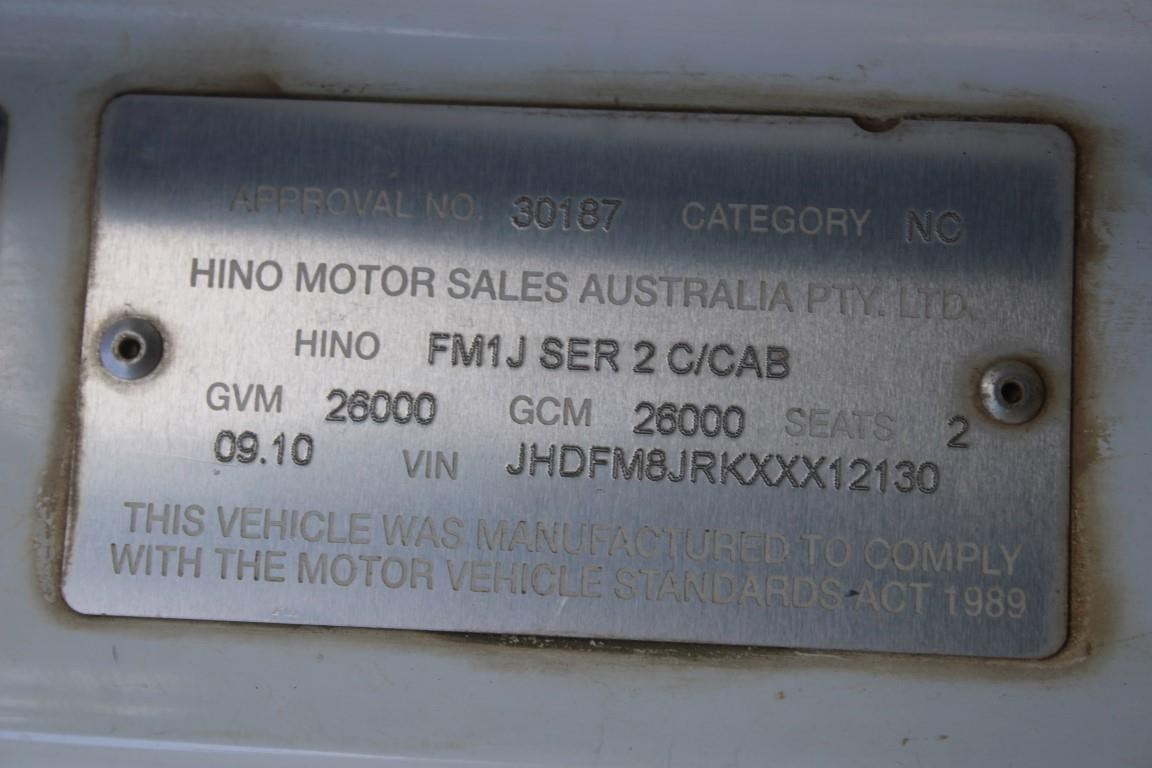 APPROVAL NO. 30187 CATEGORY NC
HINO MOTOR SALES AUSTRALIA PTY. LTD.
HINO FM1J SER 2 C/CAB
GVM 26000 GCM 26000 SEATS 2
09.10 VIN JHDFM8JRKXXX12130
THIS VEHICLE WAS MANUFACTURED TO COMPLY
WITH THE MOTOR VEHICLE STANDARDS ACT 1989